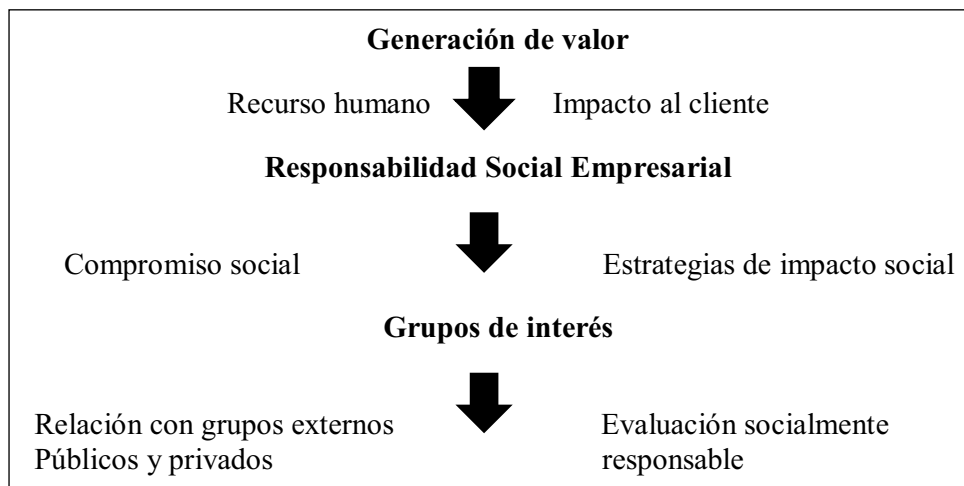 Generación de valor
Recurso humano
Impacto al cliente
Responsabilidad Social Empresarial
Compromiso social
Estrategias de impacto social
Grupos de interés
Relación con grupos externos
Públicos y privados
Evaluación socialmente
responsable